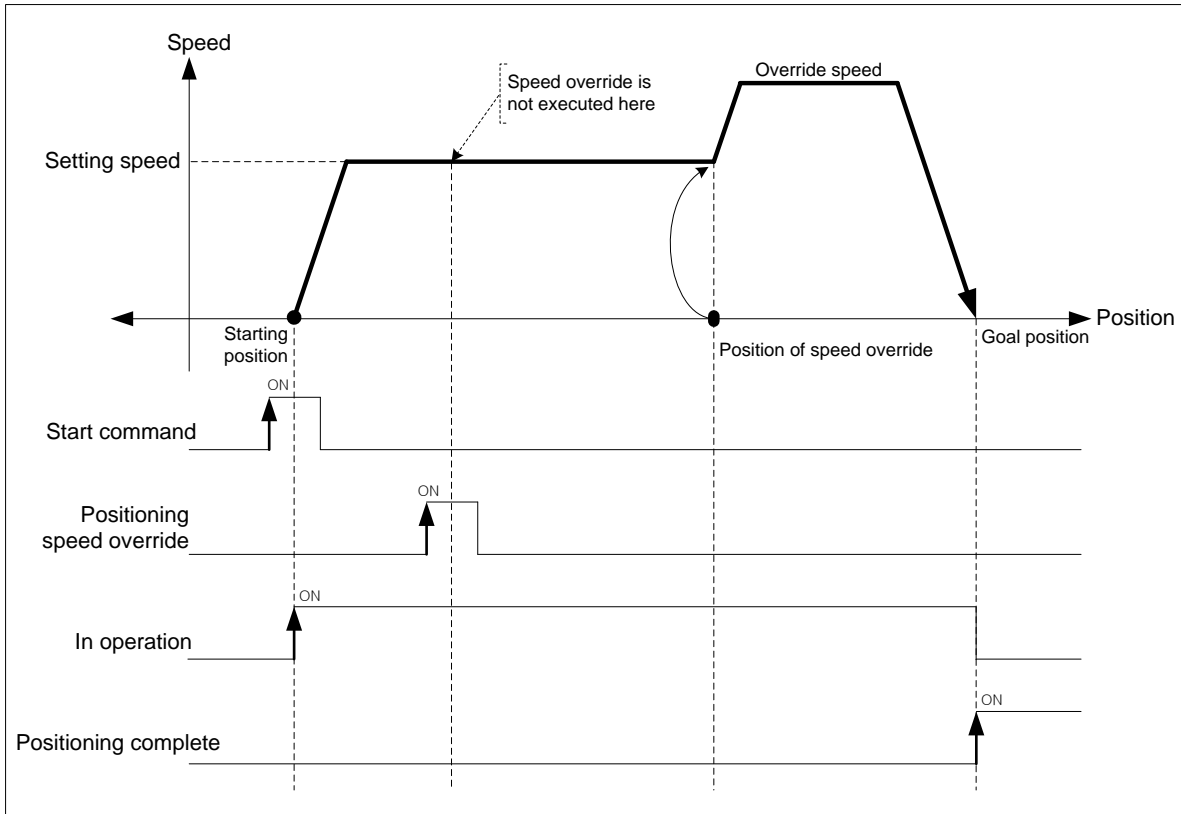 Speed
Speed override is
not executed here
Override speed
Setting speed
Position
Starting
position
Position of speed override
Goal position
ON
Start command
ON
Positioning
speed override
ON
In operation
ON
Positioning complete